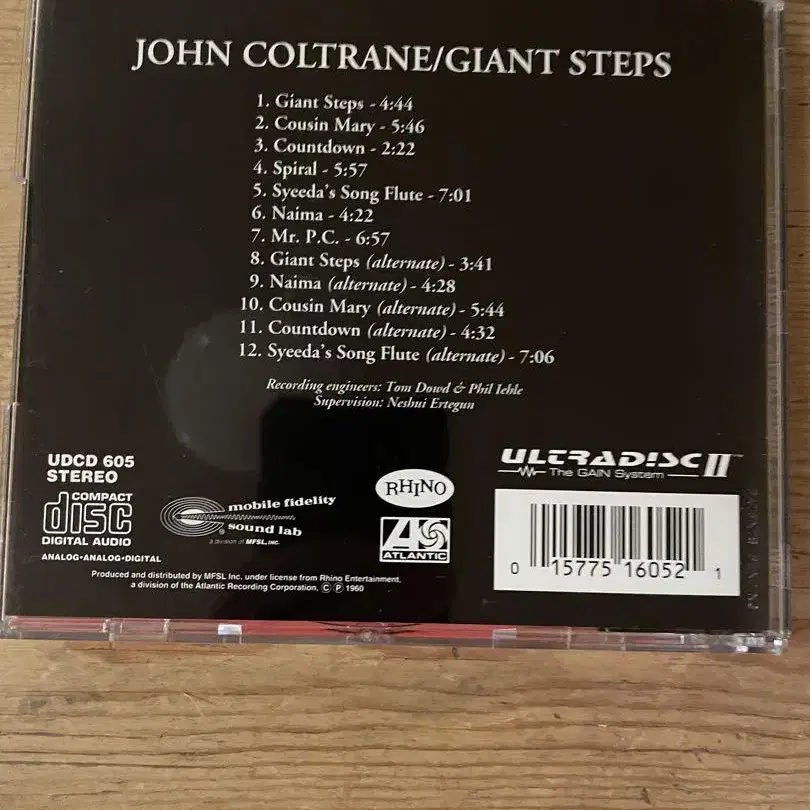 JOHN COLTRANE/GIANT STEPS
1. Giant Steps - 4:44
2. Cousin Mary - 5:46
3. Countdown - 2:22
4. Spiral - 5:57
5. Syeeda's Song Flute - 7:01
6. Naima - 4:22
7. Mr. P.C. - 6:57
8. Giant Steps (alternate) - 3:41
9. Naima (alternate) - 4:28
10. Cousin Mary (alternate) - 5:44
11. Countdown (alternate) - 4:32
12. Syeeda's Song Flute (alternate) - 7:06
Recording engineers: Tom Dowd & Phil Iehle
Supervision: Neshui Ertegun
UDCD 605
STEREO
COMPACT
disc
DIGITAL AUDIO
ANALOG•ANALOG•DIGITAL
mobile fidelity
sound lab
a division of MFSL, INC.
RHINO
ATLANTIC
ULTRADISC II
The GAIN System
0 15775 16052 1
Produced and distributed by MFSL Inc. under license from Rhino Entertainment,
a division of the Atlantic Recording Corporation, © ℗ 1960